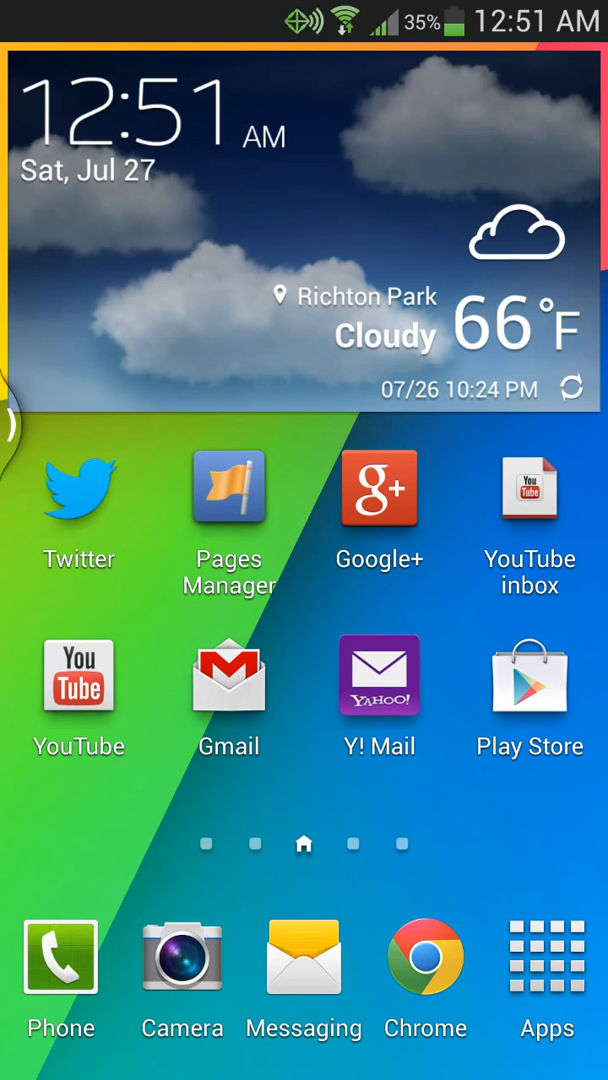 35% 12:51 AM
12:51 AM
Sat, Jul 27
Richton Park
Cloudy 66°F
07/26 10:24 PM
g+
You
Tube
Twitter Pages Google+ YouTube
Manager inbox
You
Tube
YAHOO!
YouTube Gmail Y! Mail Play Store
Phone Camera Messaging Chrome Apps